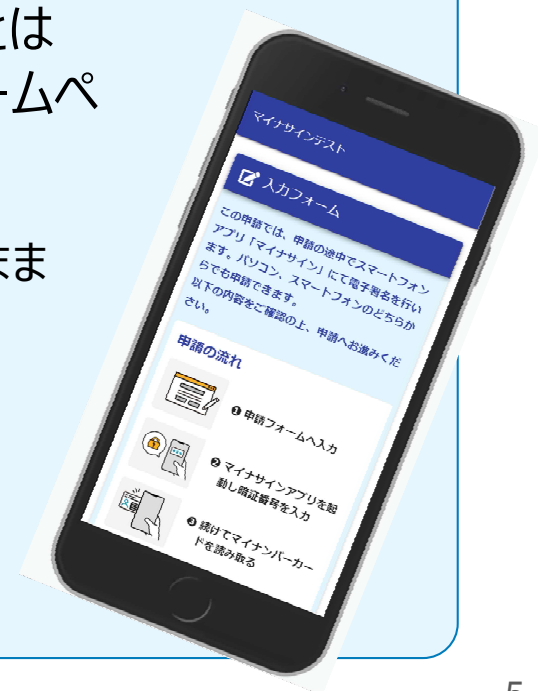 とは
ームペ
まま
マイナサインテスト
入力フォーム
この申請では、申請の途中でスマートフォン
アプリ「マイナサイン」にて電子署名を行い
ます。パソコン、スマートフォンのどちらか
らでも申請できます。
以下の内容をご確認の上、申請へお進みくだ
さい。
申請の流れ
❶ 申請フォームへ入力
❷ マイナサインアプリを起
動し暗証番号を入力
❸ 続けてマイナンバーカー
ドを読み取る